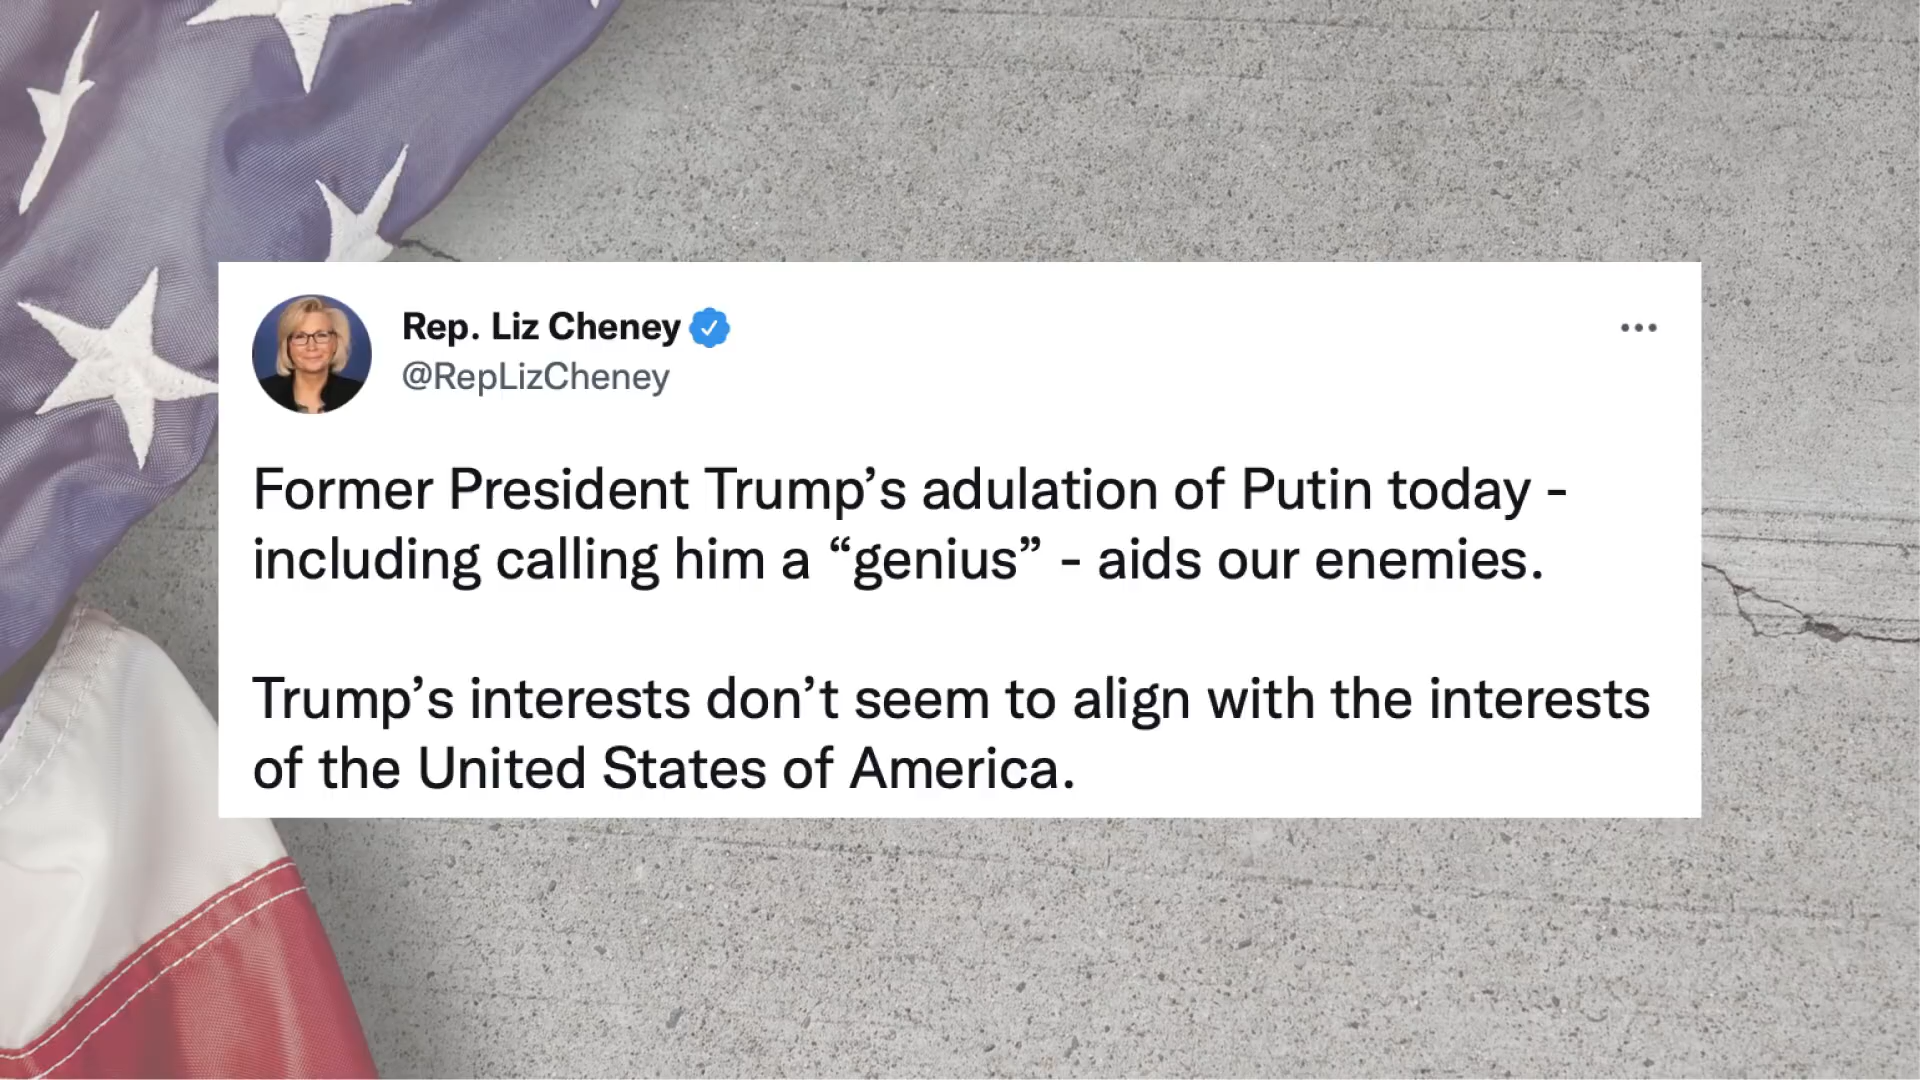 Rep. Liz Cheney
@RepLizCheney
Former President Trump’s adulation of Putin today -
including calling him a “genius” - aids our enemies.
Trump’s interests don’t seem to align with the interests
of the United States of America.